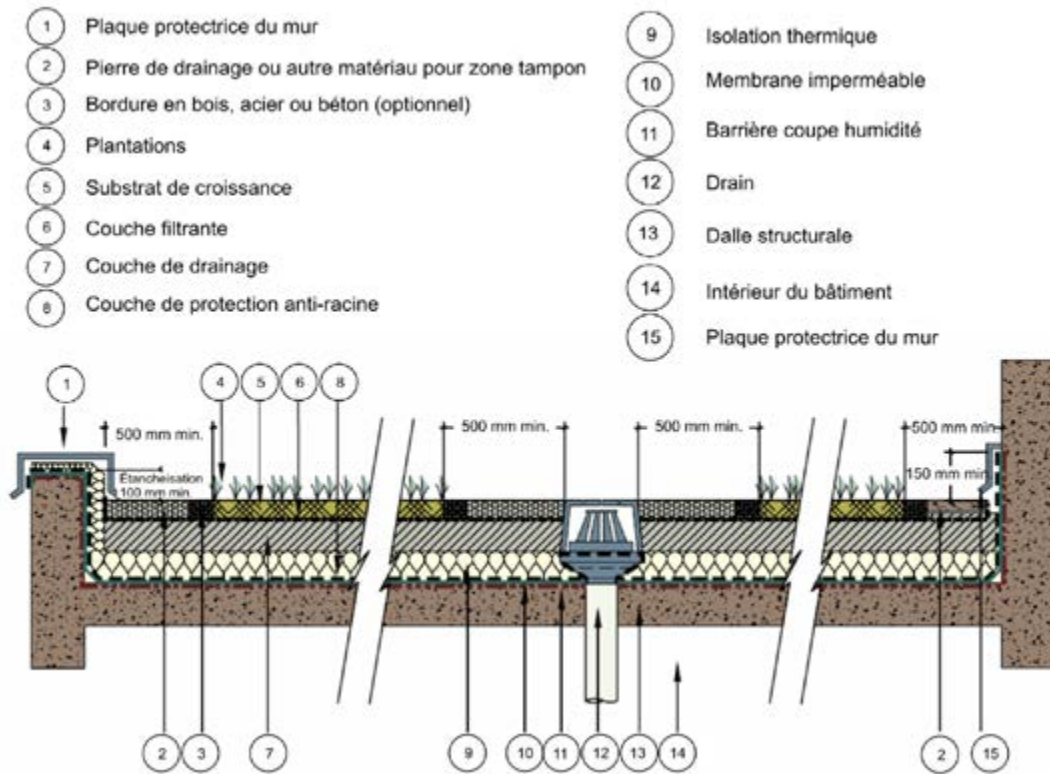 1 Plaque protectrice du mur
2 Pierre de drainage ou autre matériau pour zone tampon
3 Bordure en bois, acier ou béton (optionnel)
4 Plantations
5 Substrat de croissance
6 Couche filtrante
7 Couche de drainage
8 Couche de protection anti-racine
9 Isolation thermique
10 Membrane imperméable
11 Barrière coupe humidité
12 Drain
13 Dalle structurale
14 Intérieur du bâtiment
15 Plaque protectrice du mur
1 4 5 6 8
500 mm min. 500 mm min. 500 mm min. 500 mm min.
Étancheisation
100 mm min.
150 mm min.
2 3 7 9 10 11 12 13 14 2 15